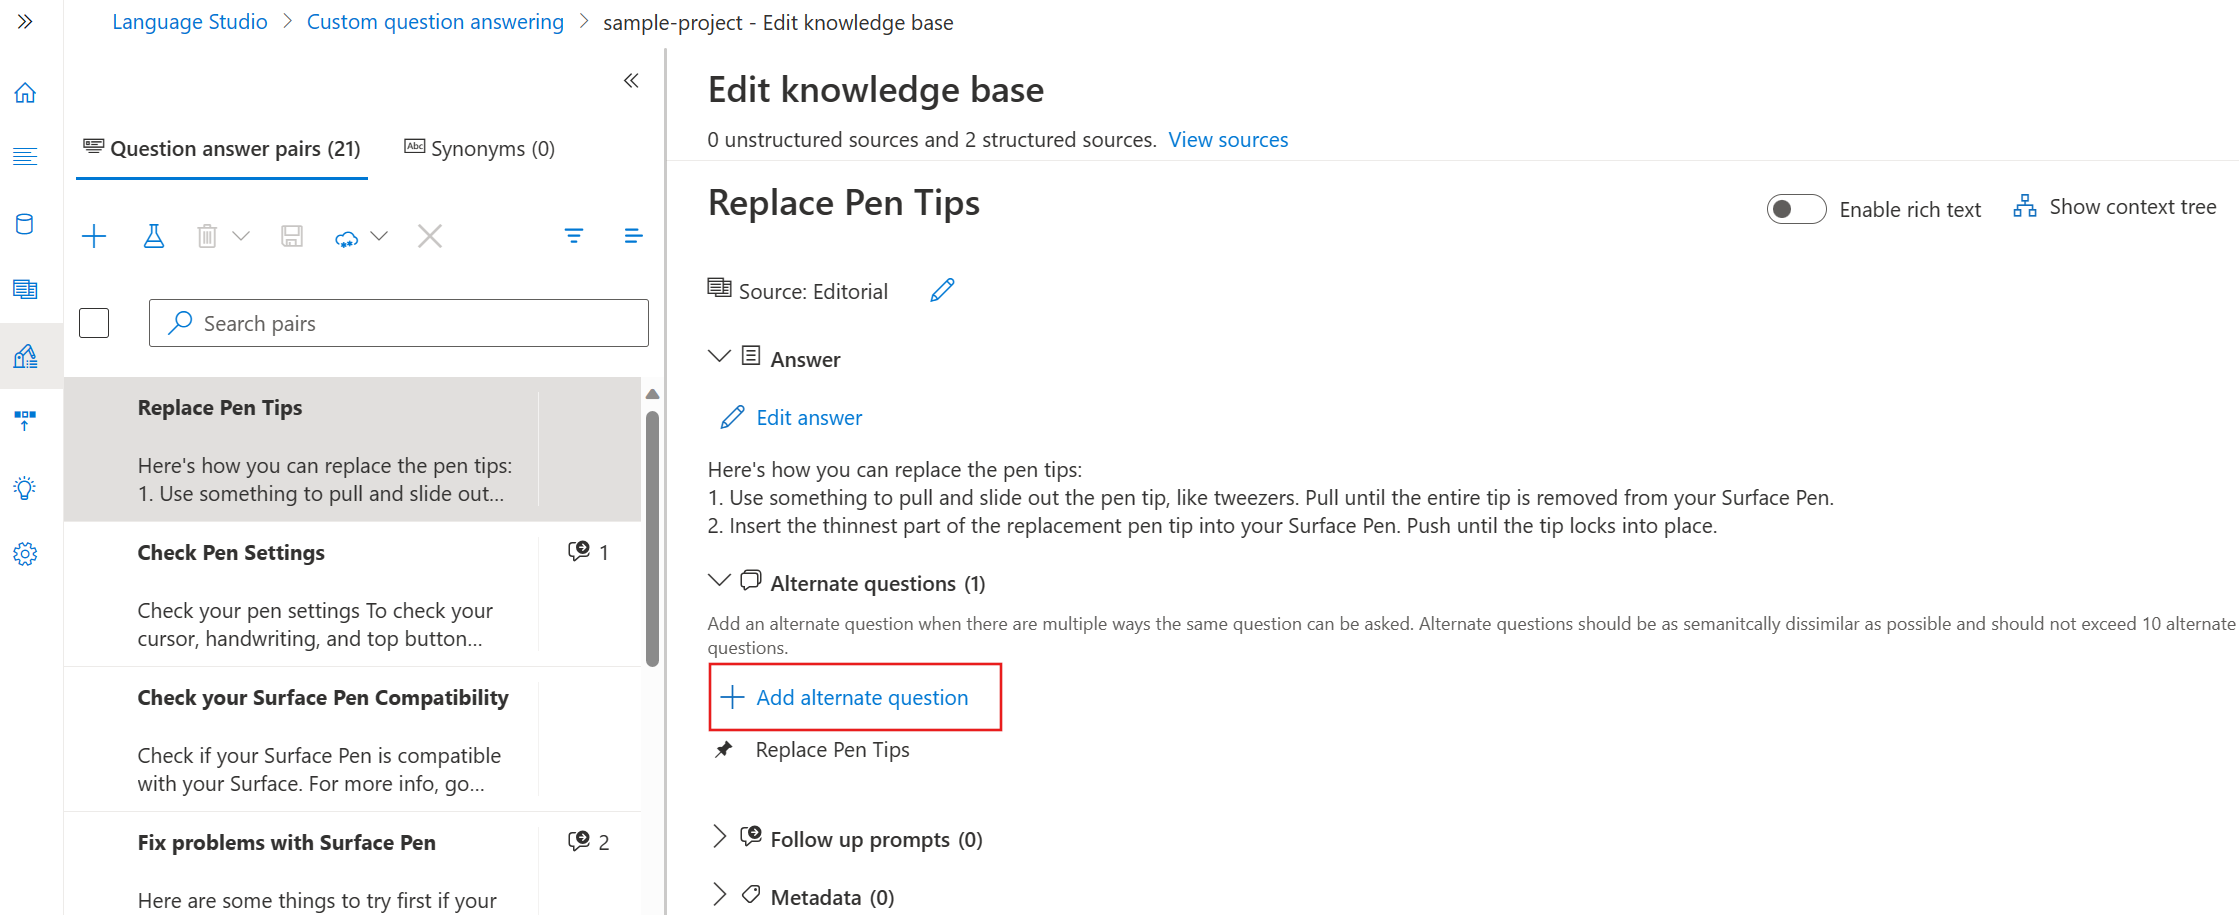 Language Studio > Custom question answering > sample-project - Edit knowledge base
Question answer pairs (21)
Abc Synonyms (0)
Search pairs
Replace Pen Tips
Here's how you can replace the pen tips:
1. Use something to pull and slide out...
Check Pen Settings
1
Check your pen settings To check your
cursor, handwriting, and top button...
Check your Surface Pen Compatibility
Check if your Surface Pen is compatible
with your Surface. For more info, go...
Fix problems with Surface Pen
2
Here are some things to try first if your
Edit knowledge base
0 unstructured sources and 2 structured sources. View sources
Replace Pen Tips
Enable rich text
Show context tree
Source: Editorial
Answer
Edit answer
Here's how you can replace the pen tips:
1. Use something to pull and slide out the pen tip, like tweezers. Pull until the entire tip is removed from your Surface Pen.
2. Insert the thinnest part of the replacement pen tip into your Surface Pen. Push until the tip locks into place.
Alternate questions (1)
Add an alternate question when there are multiple ways the same question can be asked. Alternate questions should be as semanitcally dissimilar as possible and should not exceed 10 alternate
questions.
Add alternate question
Replace Pen Tips
Follow up prompts (0)
Metadata (0)